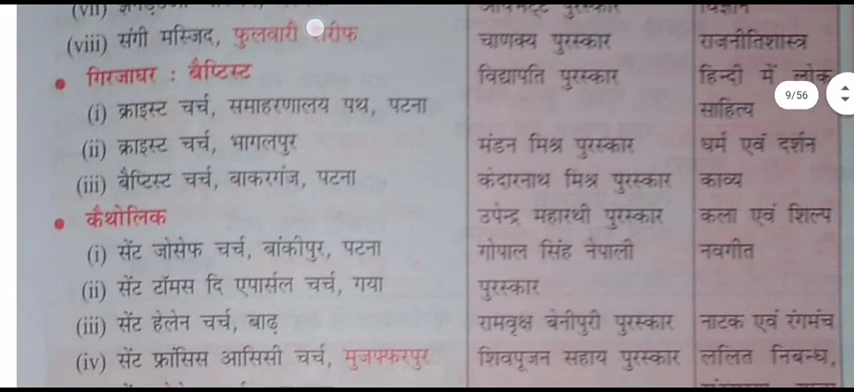 (viii) संगी मस्जिद, फुलवारी शरीफ
• गिरजाघर : बैप्टिस्ट
(i) क्राइस्ट चर्च, समाहरणालय पथ, पटना
(ii) क्राइस्ट चर्च, भागलपुर
(iii) बैप्टिस्ट चर्च, बाकरगंज, पटना
• कैथोलिक
(i) सेंट जोसेफ चर्च, बांकीपुर, पटना
(ii) सेंट टॉमस दि एपार्सल चर्च, गया
(iii) सेंट हेलेन चर्च, बाढ़
(iv) सेंट फ्रांसिस आसिसी चर्च, मुजफ्फरपुर
पुरस्कार विज्ञान
चाणक्य पुरस्कार राजनीतिशास्त्र
विद्यापति पुरस्कार हिन्दी में लोक
साहित्य
मंडन मिश्र पुरस्कार धर्म एवं दर्शन
केदारनाथ मिश्र पुरस्कार काव्य
उपेन्द्र महारथी पुरस्कार कला एवं शिल्प
गोपाल सिंह नेपाली नवगीत
पुरस्कार
रामवृक्ष बेनीपुरी पुरस्कार नाटक एवं रंगमंच
शिवपूजन सहाय पुरस्कार ललित निबन्ध,
9/56